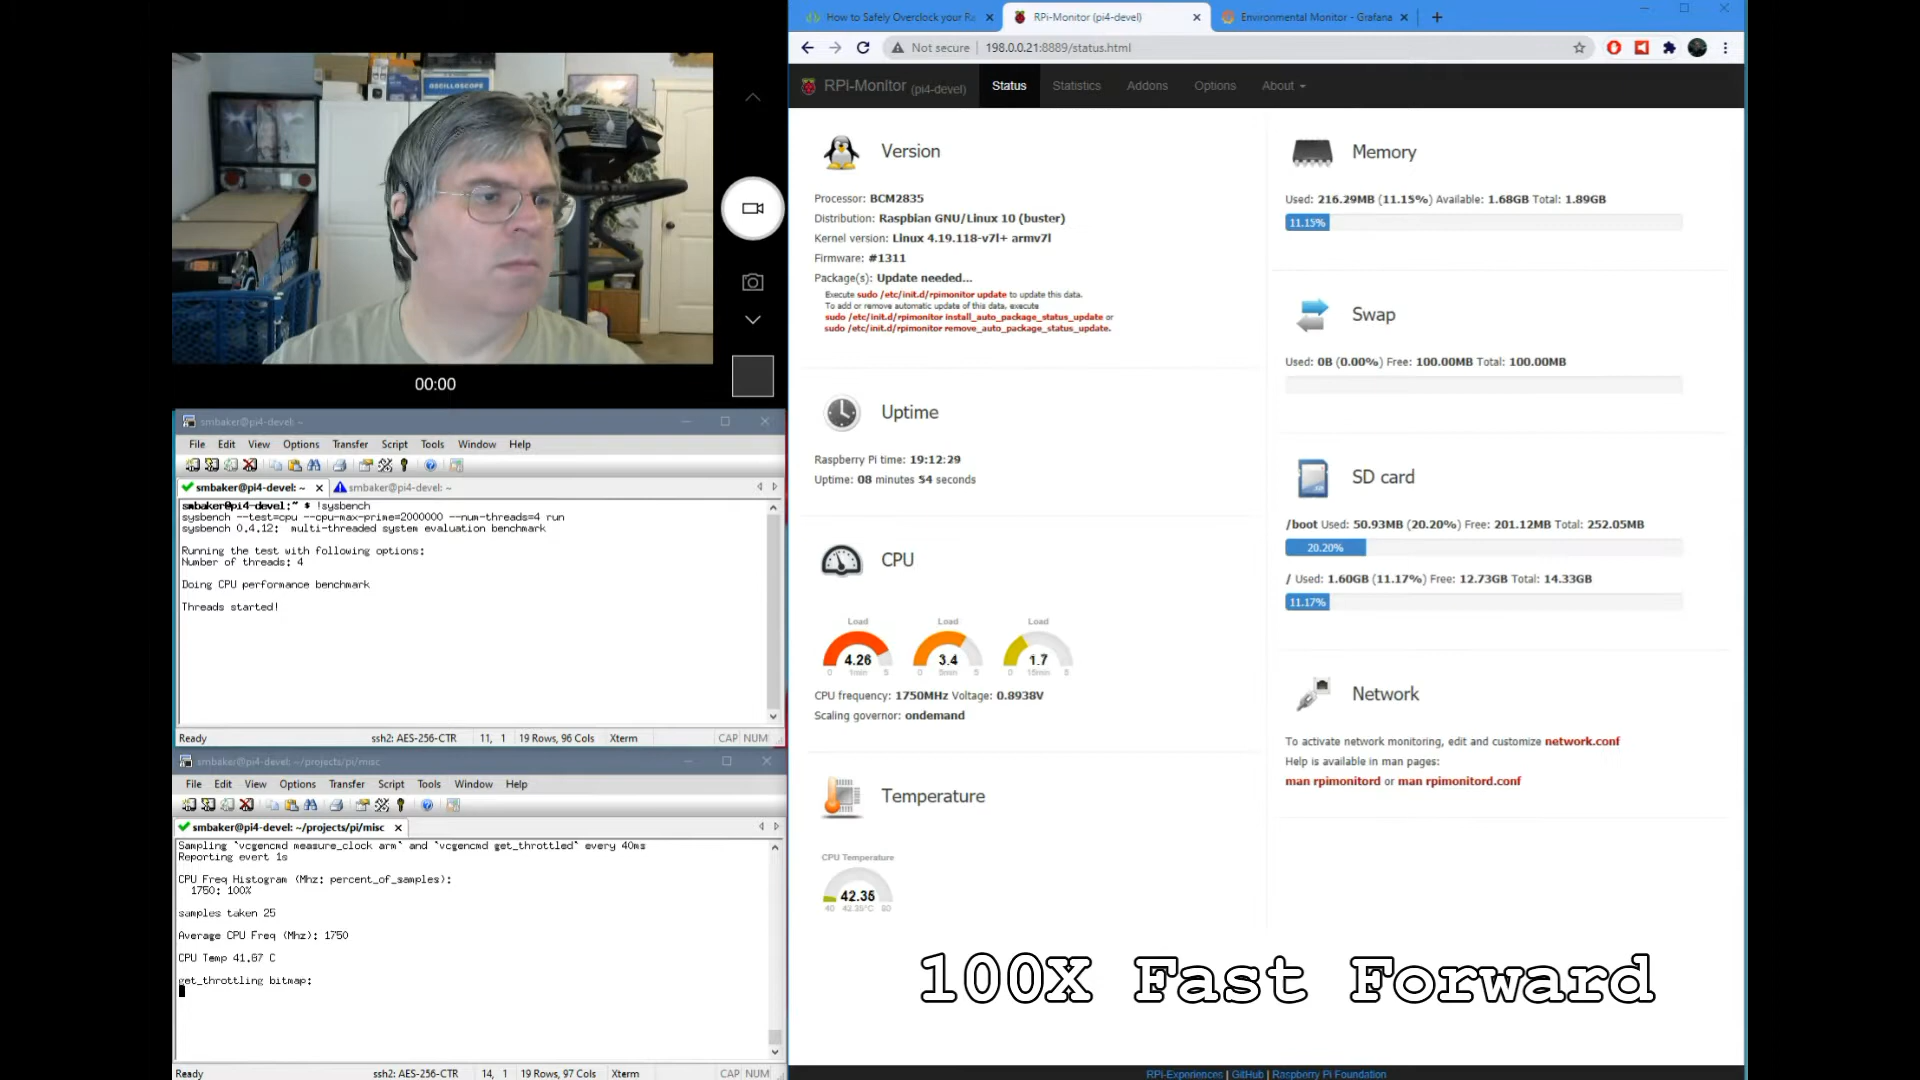 OSCILLOSCOPE
00:00
smbaker@pi4-devel: ~
File Edit View Options Transfer Script Tools Window Help
smbaker@pi4-devel: ~ × smbaker@pi4-devel: ~
smbaker@pi4-devel:~ $ !sysbench
sysbench --test=cpu --cpu-max-prime=2000000 --num-threads=4 run
sysbench 0.4.12: multi-threaded system evaluation benchmark
Running the test with following options:
Number of threads: 4
Doing CPU performance benchmark
Threads started!
Ready ssh2: AES-256-CTR 11, 1 19 Rows, 96 Cols Xterm CAP NUM
smbaker@pi4-devel: ~/projects/pi/misc
File Edit View Options Transfer Script Tools Window Help
smbaker@pi4-devel: ~/projects/pi/misc ×
Sampling `vcgencmd measure_clock arm` and `vcgencmd get_throttled` every 40ms
Reporting evert 1s
CPU Freq Histogram (Mhz: percent_of_samples):
1750: 100%
samples taken 25
Average CPU Freq (Mhz): 1750
CPU Temp 41.67 C
get_throttling bitmap:
Ready ssh2: AES-256-CTR 14, 1 19 Rows, 97 Cols Xterm CAP NUM
How to Safely Overclock your Ra × RPi-Monitor (pi4-devel) × Environmental Monitor - Grafana ×
Not secure | 198.0.0.21:8889/status.html
RPI-Monitor (pi4-devel) Status Statistics Addons Options About
Version
Processor: BCM2835
Distribution: Raspbian GNU/Linux 10 (buster)
Kernel version: Linux 4.19.118-v7l+ armv7l
Firmware: #1311
Package(s): Update needed...
Execute sudo /etc/init.d/rpimonitor update to update this data.
To add or remove automatic update of this data, execute
sudo /etc/init.d/rpimonitor install_auto_package_status_update or
sudo /etc/init.d/rpimonitor remove_auto_package_status_update.
Uptime
Raspberry Pi time: 19:12:29
Uptime: 08 minutes 54 seconds
CPU
Load Load Load
4.26 3.4 1.7
0 1min 5 0 5min 5 0 15min 5
CPU frequency: 1750MHz Voltage: 0.8938V
Scaling governor: ondemand
Temperature
CPU Temperature
42.35
40 42.35°C 80
Memory
Used: 216.29MB (11.15%) Available: 1.68GB Total: 1.89GB
11.15%
Swap
Used: 0B (0.00%) Free: 100.00MB Total: 100.00MB
SD card
/boot Used: 50.93MB (20.20%) Free: 201.12MB Total: 252.05MB
20.20%
/ Used: 1.60GB (11.17%) Free: 12.73GB Total: 14.33GB
11.17%
Network
To activate network monitoring, edit and customize network.conf
Help is available in man pages:
man rpimonitord or man rpimonitord.conf
100X Fast Forward
RPi-Experiences | GitHub | Raspberry Pi Foundation